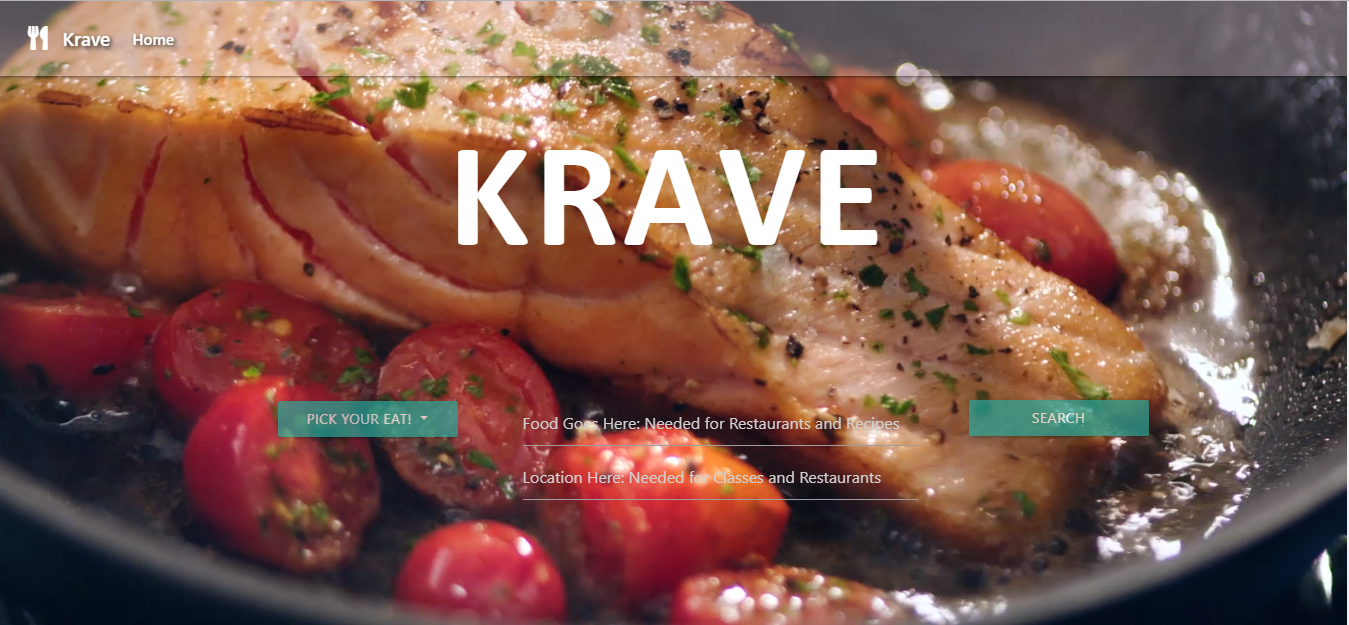 Krave Home
KRAVE
PICK YOUR EAT!
Food Goes Here: Needed for Restaurants and Recipes
SEARCH
Location Here: Needed for Classes and Restaurants